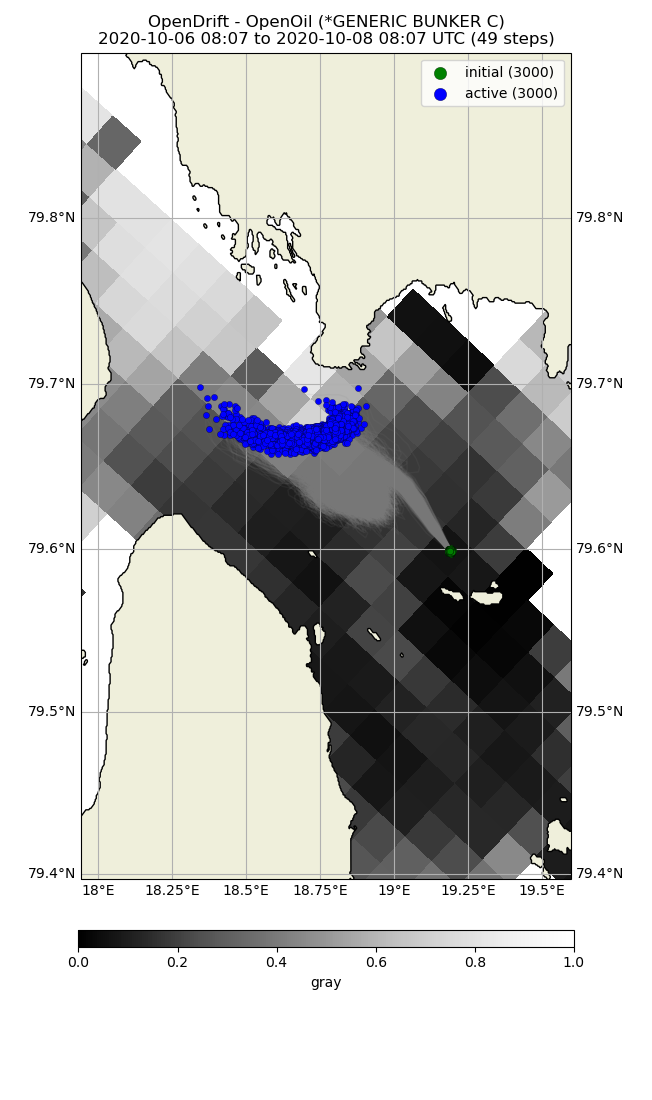 OpenDrift - OpenOil (*GENERIC BUNKER C)
2020-10-06 08:07 to 2020-10-08 08:07 UTC (49 steps)
initial (3000)
active (3000)
79.8°N 79.8°N
79.7°N 79.7°N
79.6°N 79.6°N
79.5°N 79.5°N
79.4°N 79.4°N
18°E 18.25°E 18.5°E 18.75°E 19°E 19.25°E 19.5°E
0.0 0.2 0.4 0.6 0.8 1.0
gray